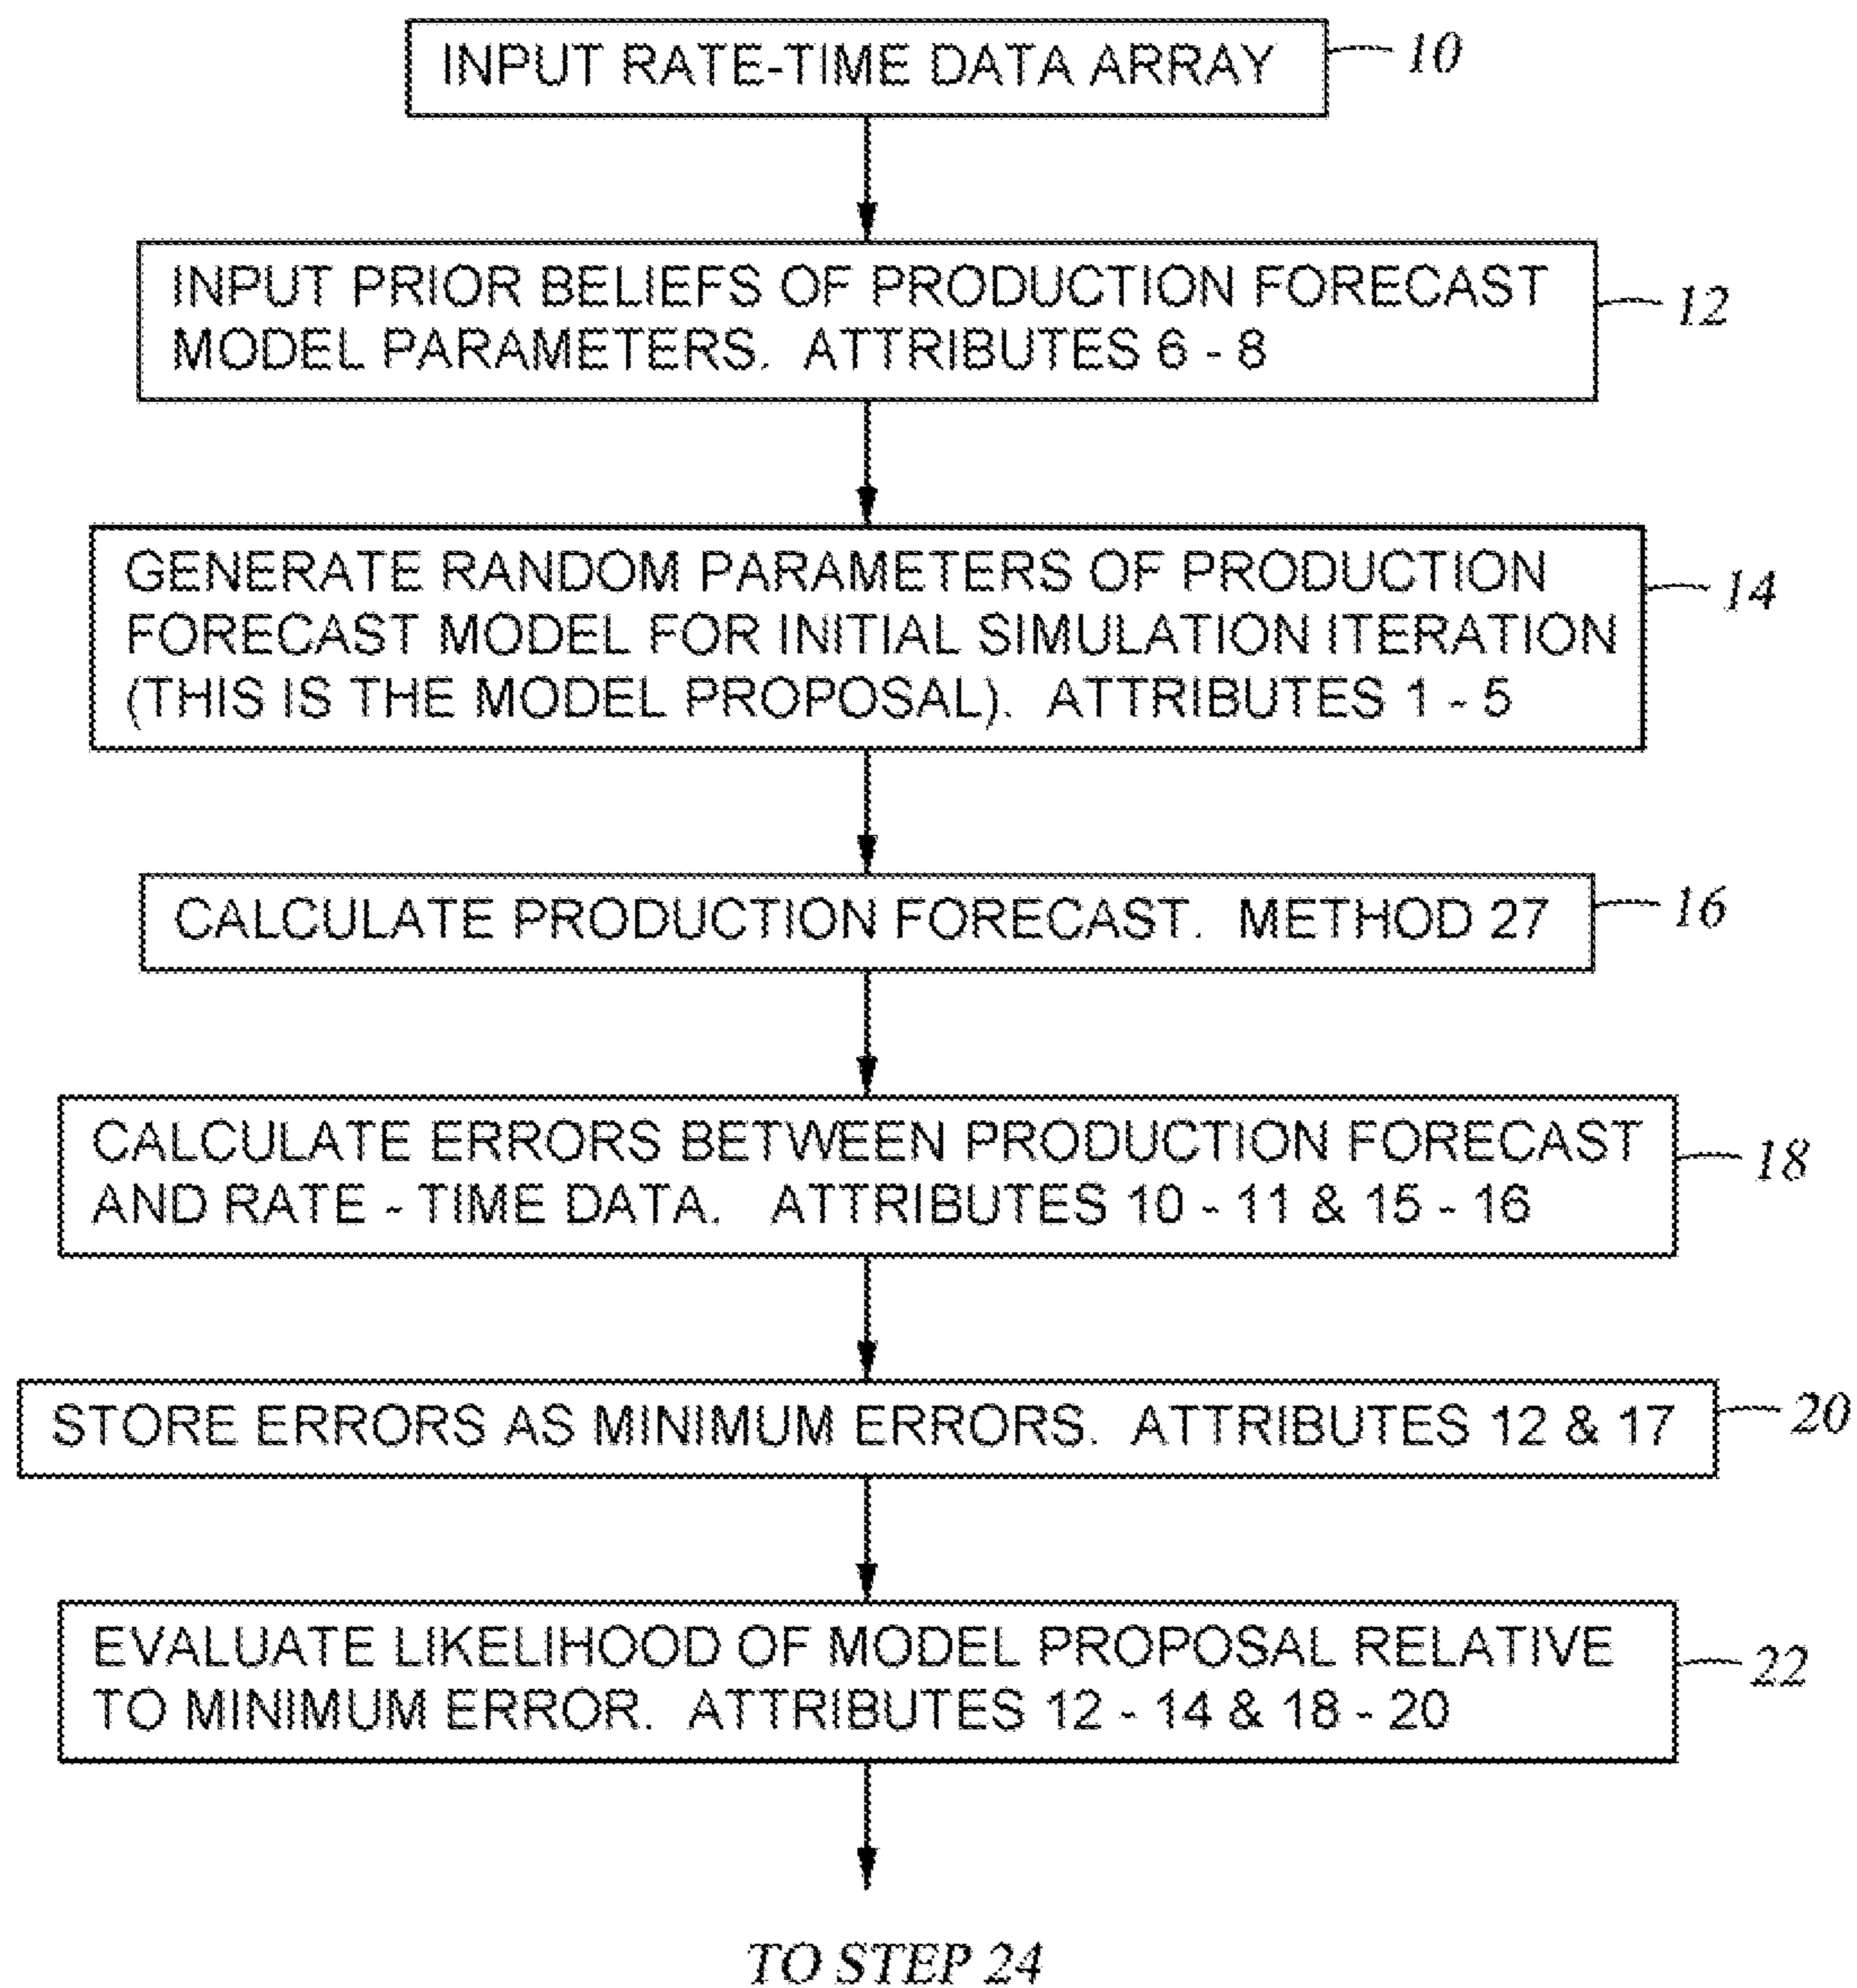 INPUT RATE-TIME DATA ARRAY
10
INPUT PRIOR BELIEFS OF PRODUCTION FORECAST
MODEL PARAMETERS. ATTRIBUTES 6 - 8
12
GENERATE RANDOM PARAMETERS OF PRODUCTION
FORECAST MODEL FOR INITIAL SIMULATION ITERATION
(THIS IS THE MODEL PROPOSAL). ATTRIBUTES 1 - 5
14
CALCULATE PRODUCTION FORECAST. METHOD 27
16
CALCULATE ERRORS BETWEEN PRODUCTION FORECAST
AND RATE - TIME DATA. ATTRIBUTES 10 - 11 & 15 - 16
18
STORE ERRORS AS MINIMUM ERRORS. ATTRIBUTES 12 & 17
20
EVALUATE LIKELIHOOD OF MODEL PROPOSAL RELATIVE
TO MINIMUM ERROR. ATTRIBUTES 12 - 14 & 18 - 20
22
TO STEP 24